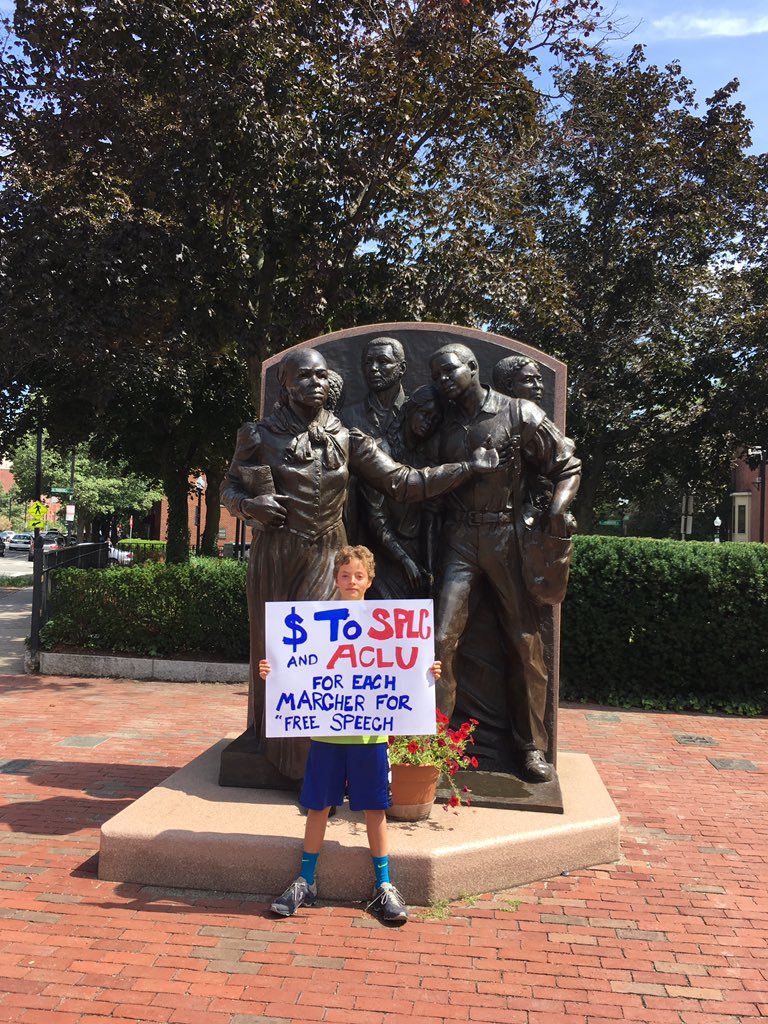 $ To SPLC
AND ACLU
FOR EACH
MARCHER FOR
"FREE SPEECH